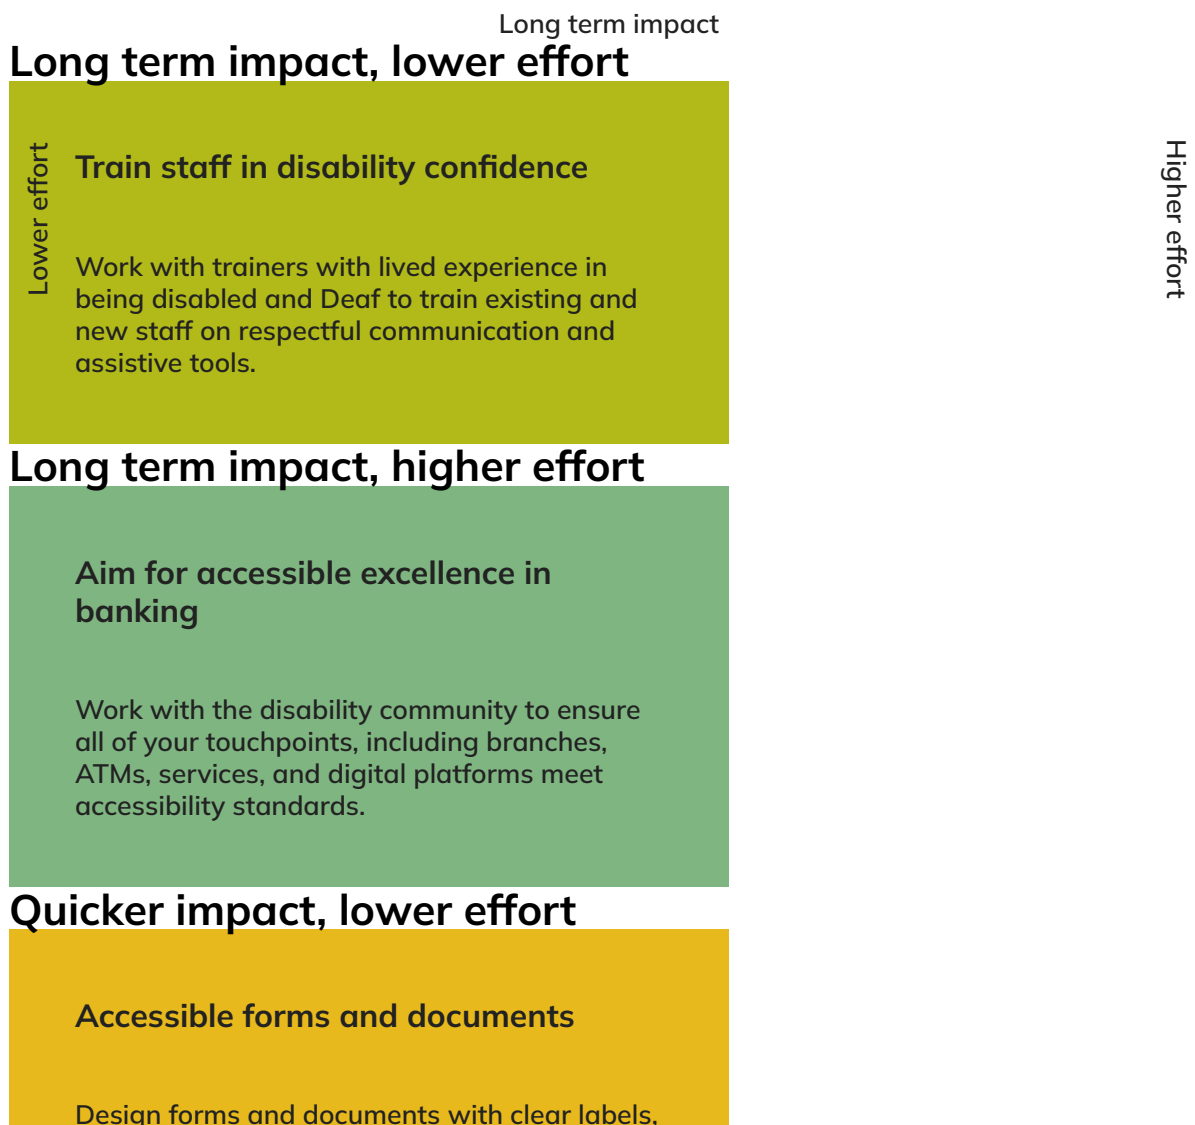 Long term impact
Long term impact, lower effort
Lower effort
Higher effort
Train staff in disability confidence
Work with trainers with lived experience in
being disabled and Deaf to train existing and
new staff on respectful communication and
assistive tools.
Long term impact, higher effort
Aim for accessible excellence in
banking
Work with the disability community to ensure
all of your touchpoints, including branches,
ATMs, services, and digital platforms meet
accessibility standards.
Quicker impact, lower effort
Accessible forms and documents
Design forms and documents with clear labels,